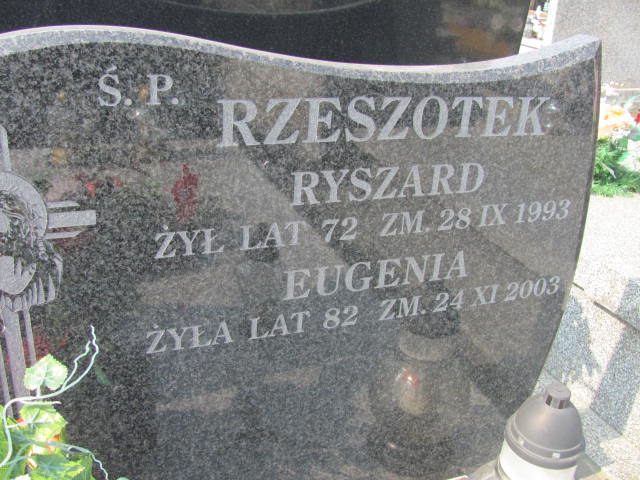 Ś. P. RZESZOTEK
RYSZARD
ŻYŁ LAT 72 ZM. 28 IX 1993
EUGENIA
ŻYŁA LAT 82 ZM. 24 XI 2003